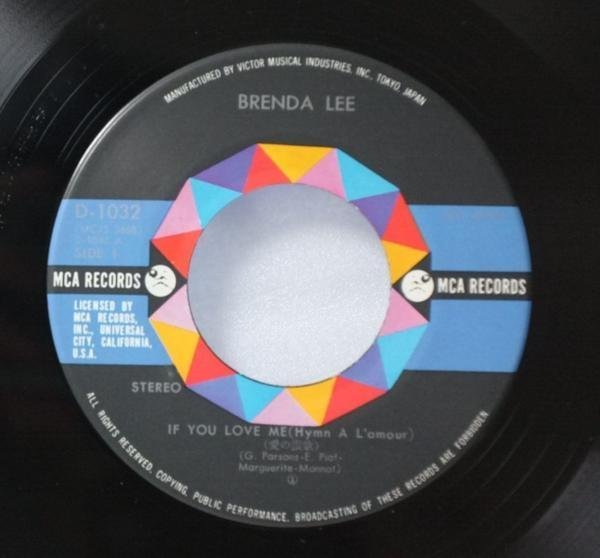 MANUFACTURED BY VICTOR MUSICAL INDUSTRIES, INC. TOKYO, JAPAN
BRENDA LEE
D-1032
SIDE 1
MCA RECORDS
MCA RECORDS
LICENSED BY
MCA RECORDS,
INC., UNIVERSAL
CITY, CALIFORNIA,
U.S.A.
STEREO
IF YOU LOVE ME(Hymn A L'amour)
(愛の讃歌)
(G. Parsons-E. Piaf-
Marguerite-Monnot)
ALL RIGHTS RESERVED. COPYING, PUBLIC PERFORMANCE, BROADCASTING OF THESE RECORDS ARE FORBIDDEN